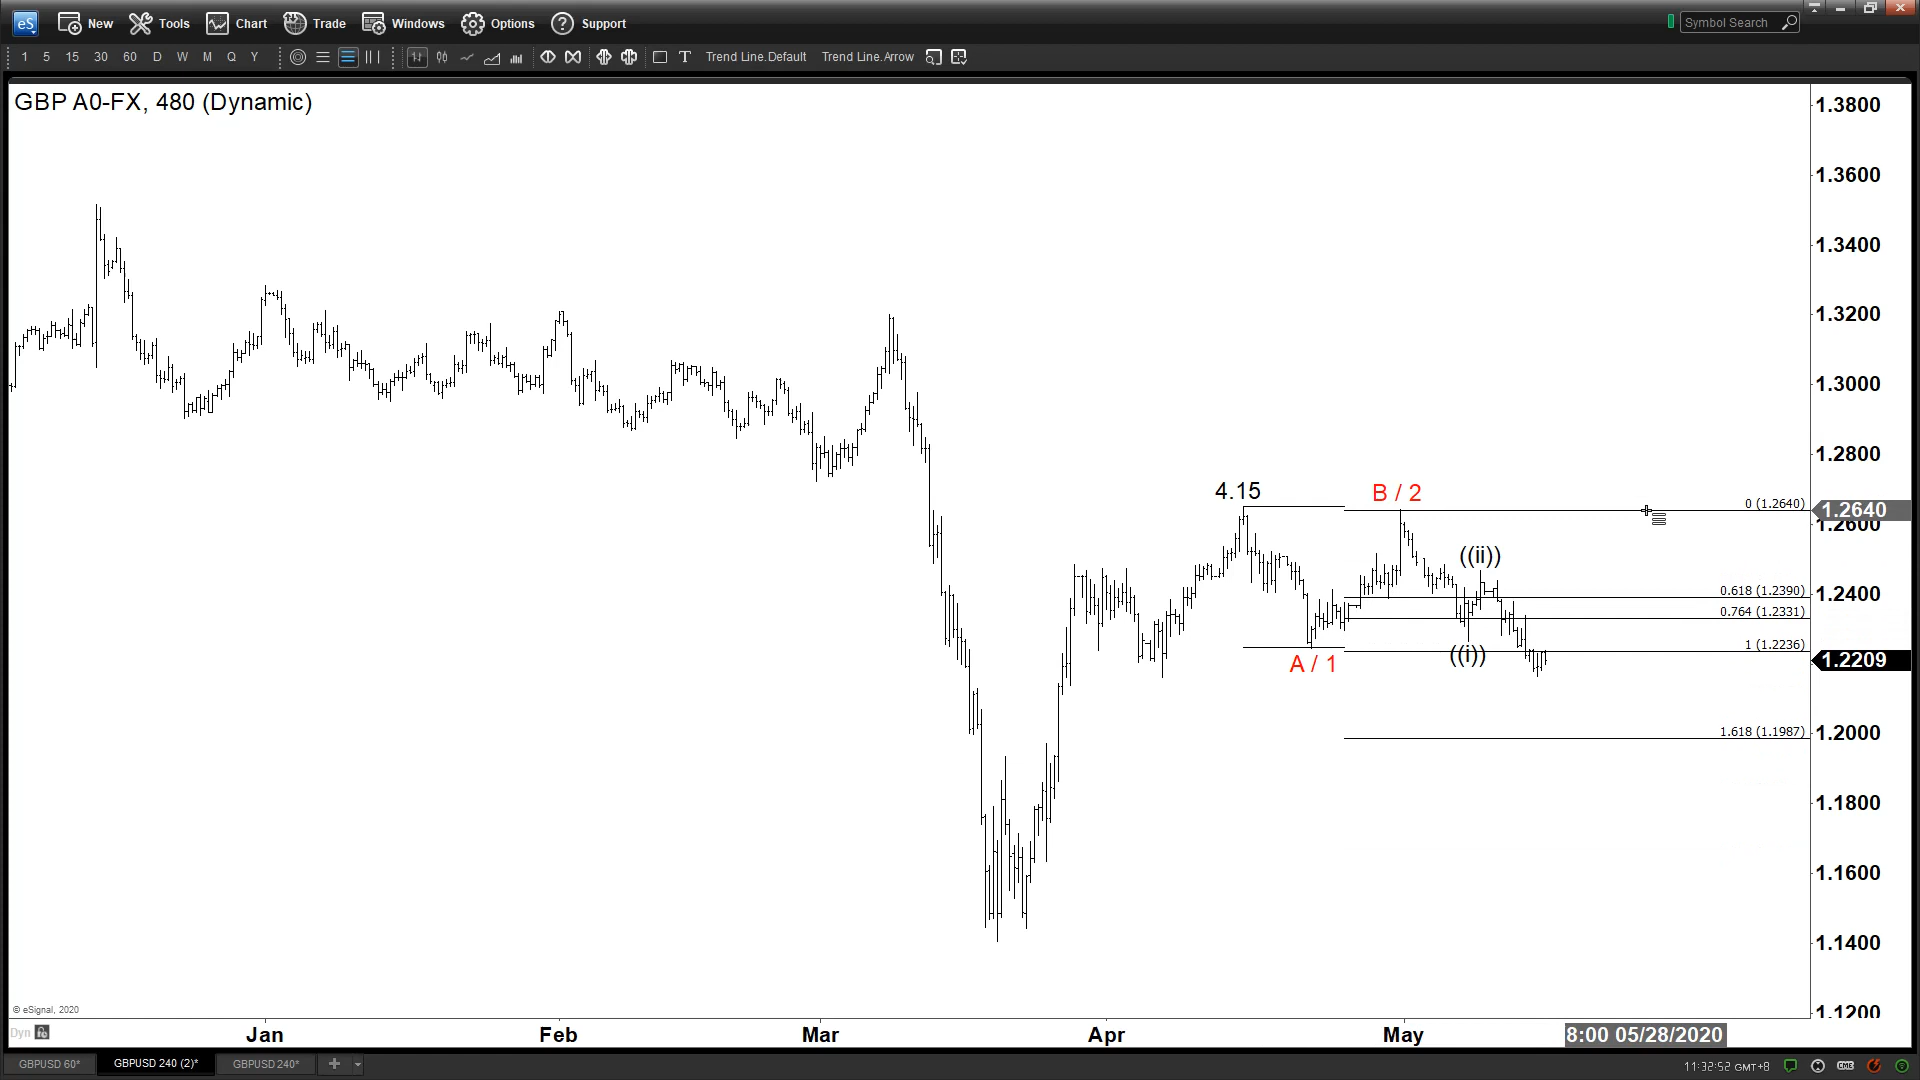 eS New Tools Chart Trade Windows Options Support Symbol Search
1 5 15 30 60 D W M Q Y T Trend Line.Default Trend Line.Arrow
GBP A0-FX, 480 (Dynamic)
1.3800
1.3600
1.3400
1.3200
1.3000
1.2800
4.15
B / 2
0 (1.2640)
1.2640
1.2600
((ii))
0.618 (1.2390)
1.2400
0.764 (1.2331)
1 (1.2236)
((i))
A / 1
1.2209
1.618 (1.1987)
1.2000
1.1800
1.1600
1.1400
© eSignal, 2020
1.1200
Dyn
Jan Feb Mar Apr May 8:00 05/28/2020
GBPUSD 60* GBPUSD 240 (2)* GBPUSD 240* + 11:32:52 GMT+8 CME